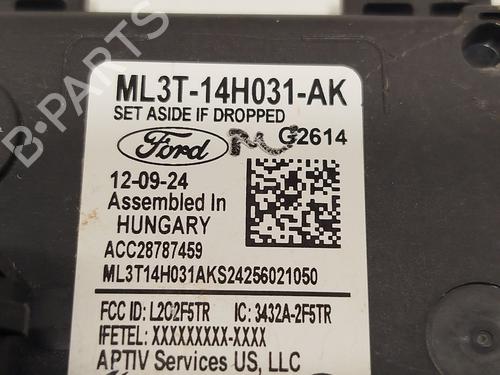 ML3T-14H031-AK
SET ASIDE IF DROPPED
Ford
G2614
12-09-24
Assembled In
HUNGARY
ACC28787459
ML3T14H031AKS24256021050
FCC ID: L2C2F5TR IC: 3432A-2F5TR
IFETEL: XXXXXXXXX-XXXX
APTIV Services US, LLC
B-PARTS